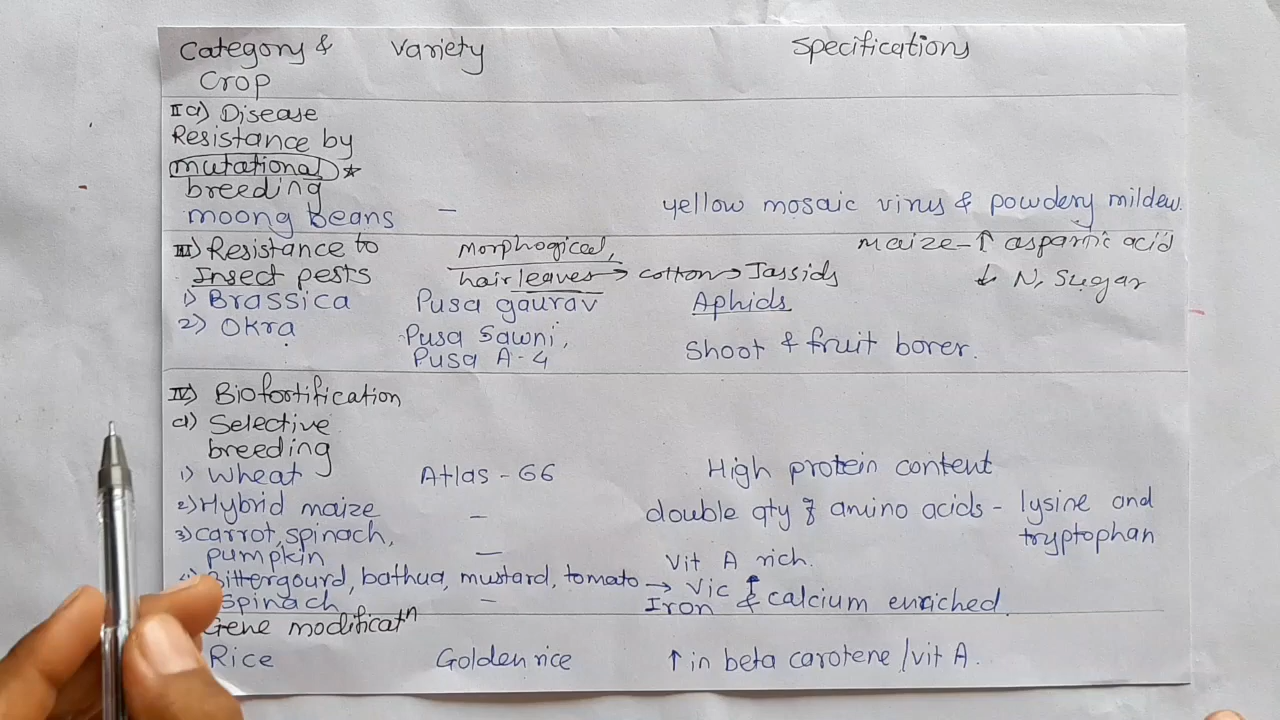 Category & Variety Specifications
Crop
II a) Disease
Resistance by
mutational *
breeding
moong beans - yellow mosaic virus & powdery mildew.
III) Resistance to morphogical, maize-↑ aspartic acid
Insect pests hair leaves → cotton → Jassids ↓ N, Sugar
1) Brassica Pusa gaurav Aphids
2) Okra Pusa Sawni,
Pusa A-4 Shoot & fruit borer.
IV) Biofortification
a) Selective
breeding
1) Wheat Atlas-66 High protein content
2) Hybrid maize - double qty of amino acids - lysine and
tryptophan
3) carrot, spinach,
pumpkin - Vit A rich.
Bittergourd, bathua, mustard, tomato → Vic ↑
Spinach - Iron & calcium enriched.
Gene modificatn
Rice Golden rice ↑ in beta carotene/vit A.